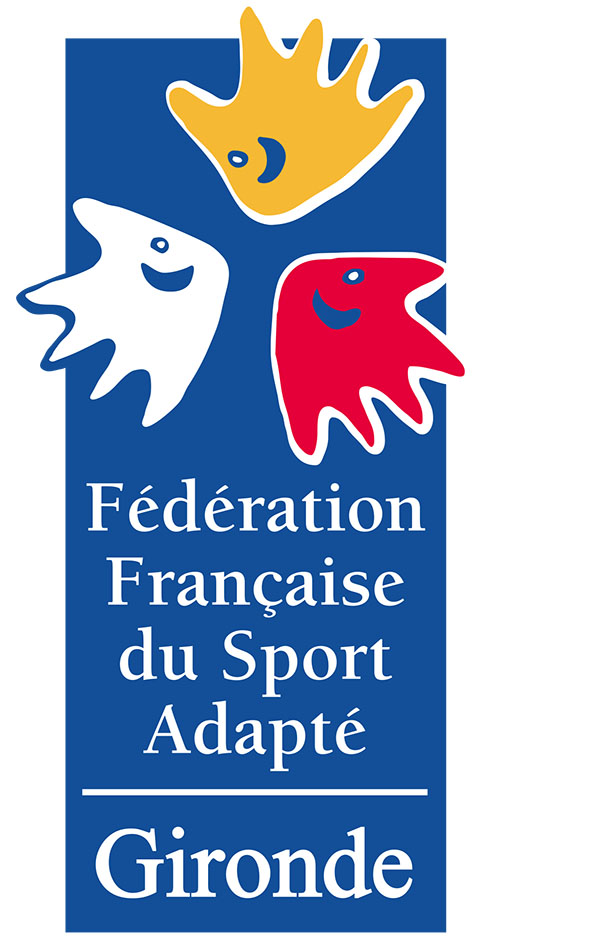 Fédération
Française
du Sport
Adapté
Gironde